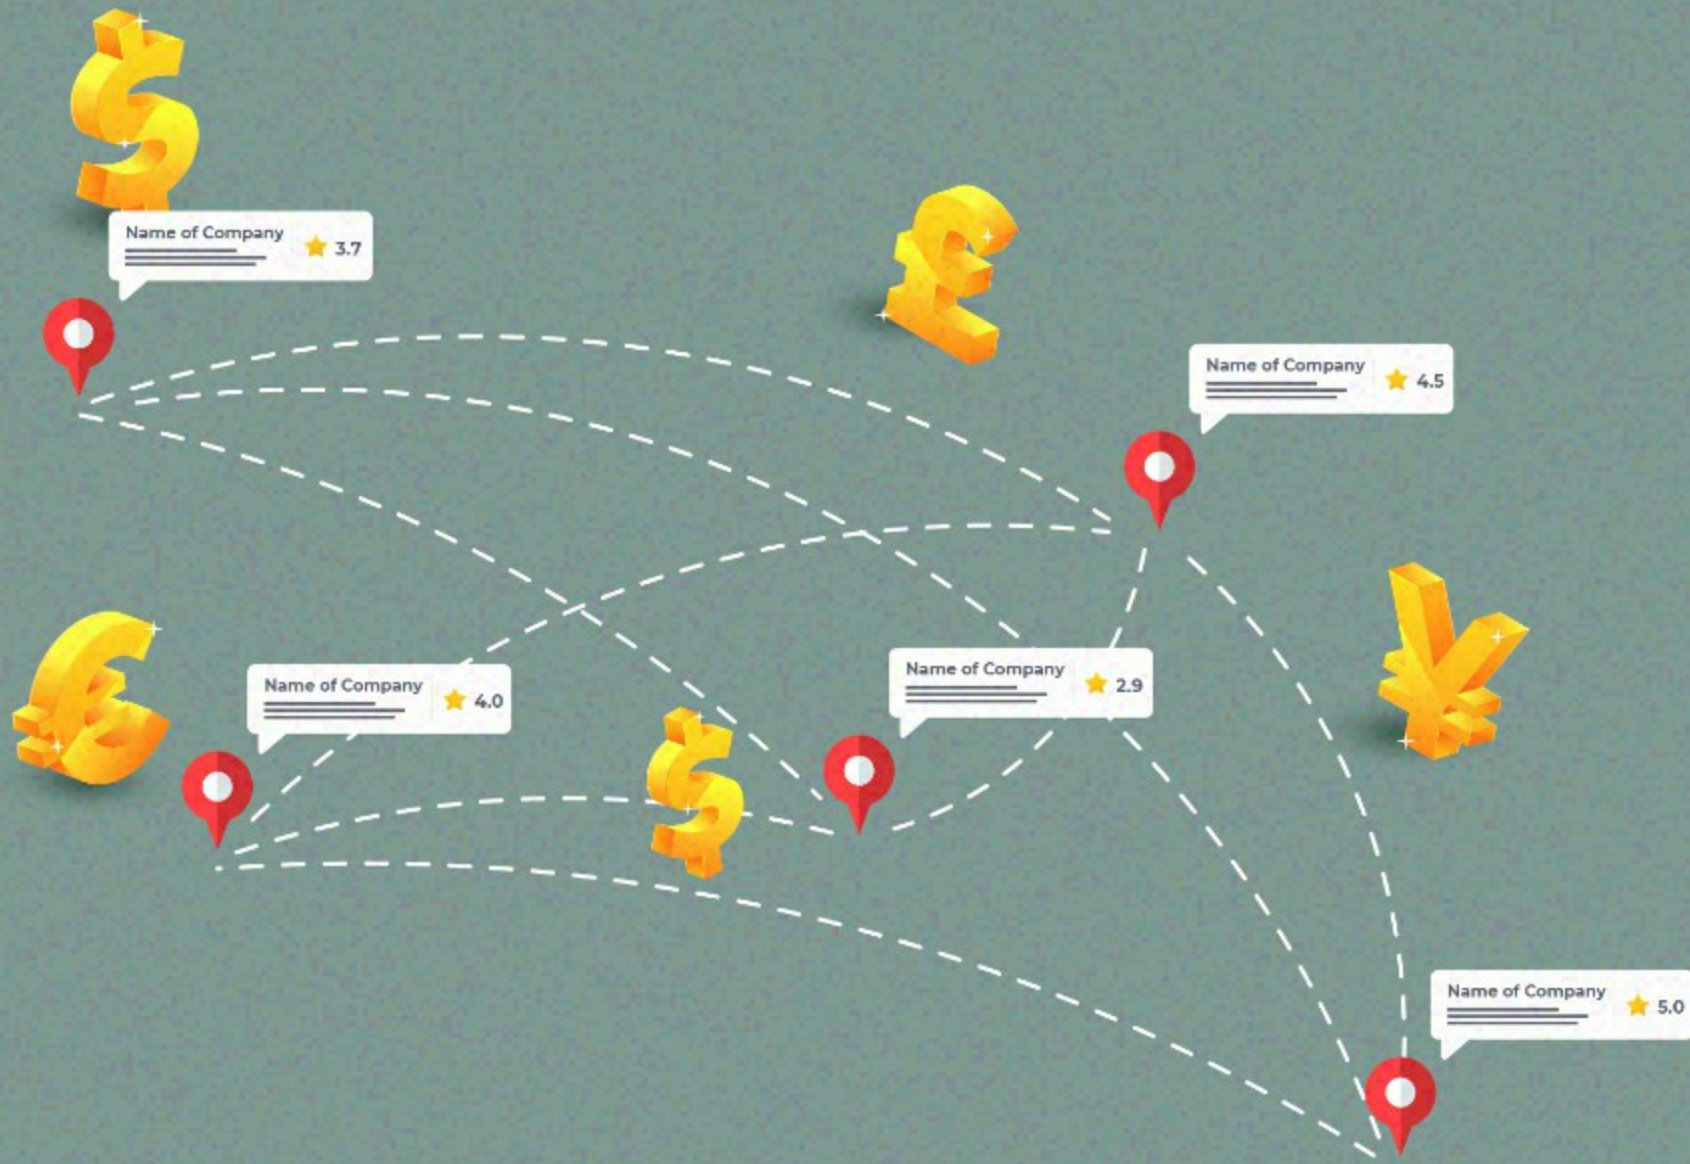 $
Name of Company
3.7
£
Name of Company
4.5
¥
€
Name of Company
4.0
Name of Company
2.9
$
Name of Company
5.0